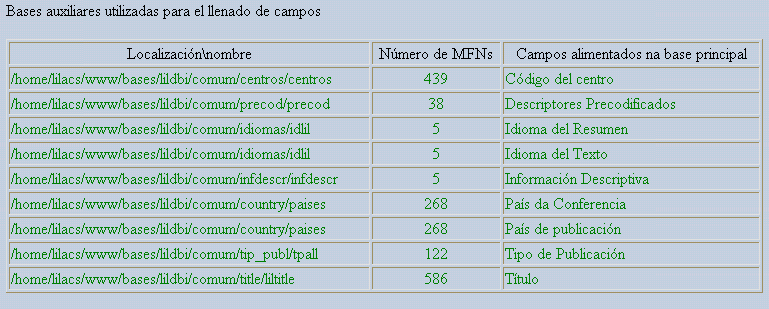 Bases auxiliares utilizadas para el llenado de campos
Localización\nombre Número de MFNs Campos alimentados na base principal
/home/lilacs/www/bases/lildbi/comum/centros/centros 439 Código del centro
/home/lilacs/www/bases/lildbi/comum/precod/precod 38 Descriptores Precodificados
/home/lilacs/www/bases/lildbi/comum/idiomas/idlil 5 Idioma del Resumen
/home/lilacs/www/bases/lildbi/comum/idiomas/idlil 5 Idioma del Texto
/home/lilacs/www/bases/lildbi/comum/infdescr/infdescr 5 Información Descriptiva
/home/lilacs/www/bases/lildbi/comum/country/paises 268 País da Conferencia
/home/lilacs/www/bases/lildbi/comum/country/paises 268 País de publicación
/home/lilacs/www/bases/lildbi/comum/tip_publ/tpall 122 Tipo de Publicación
/home/lilacs/www/bases/lildbi/comum/title/liltitle 586 Título